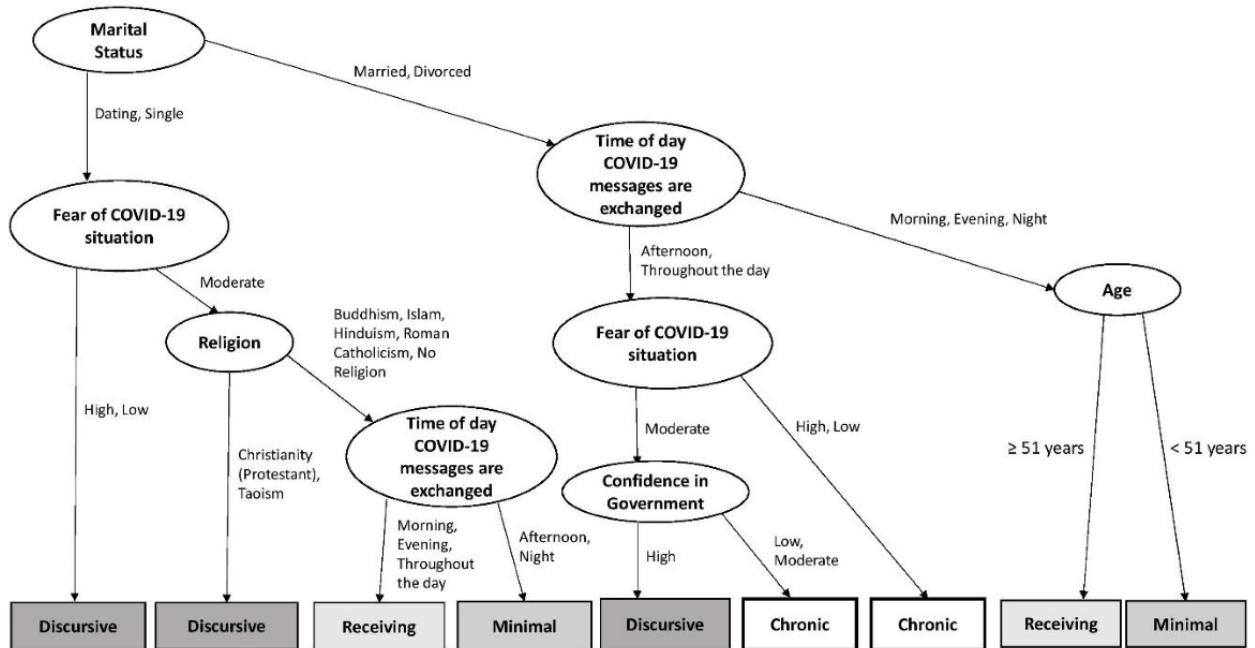 Marital
Status
Married, Divorced
Dating, Single
Time of day
COVID-19
messages are
exchanged
Fear of COVID-19
situation
Morning, Evening, Night
Afternoon,
Throughout the day
Moderate
Age
Buddhism, Islam,
Hinduism, Roman
Catholicism, No
Religion
Religion
Fear of COVID-19
situation
High, Low
Time of day
COVID-19
messages are
exchanged
Moderate
High, Low
≥ 51 years
< 51 years
Christianity
(Protestant),
Taoism
Confidence in
Government
Morning,
Evening,
Throughout
the day
Afternoon,
Night
High
Low,
Moderate
Discursive
Discursive
Receiving
Minimal
Discursive
Chronic
Chronic
Receiving
Minimal